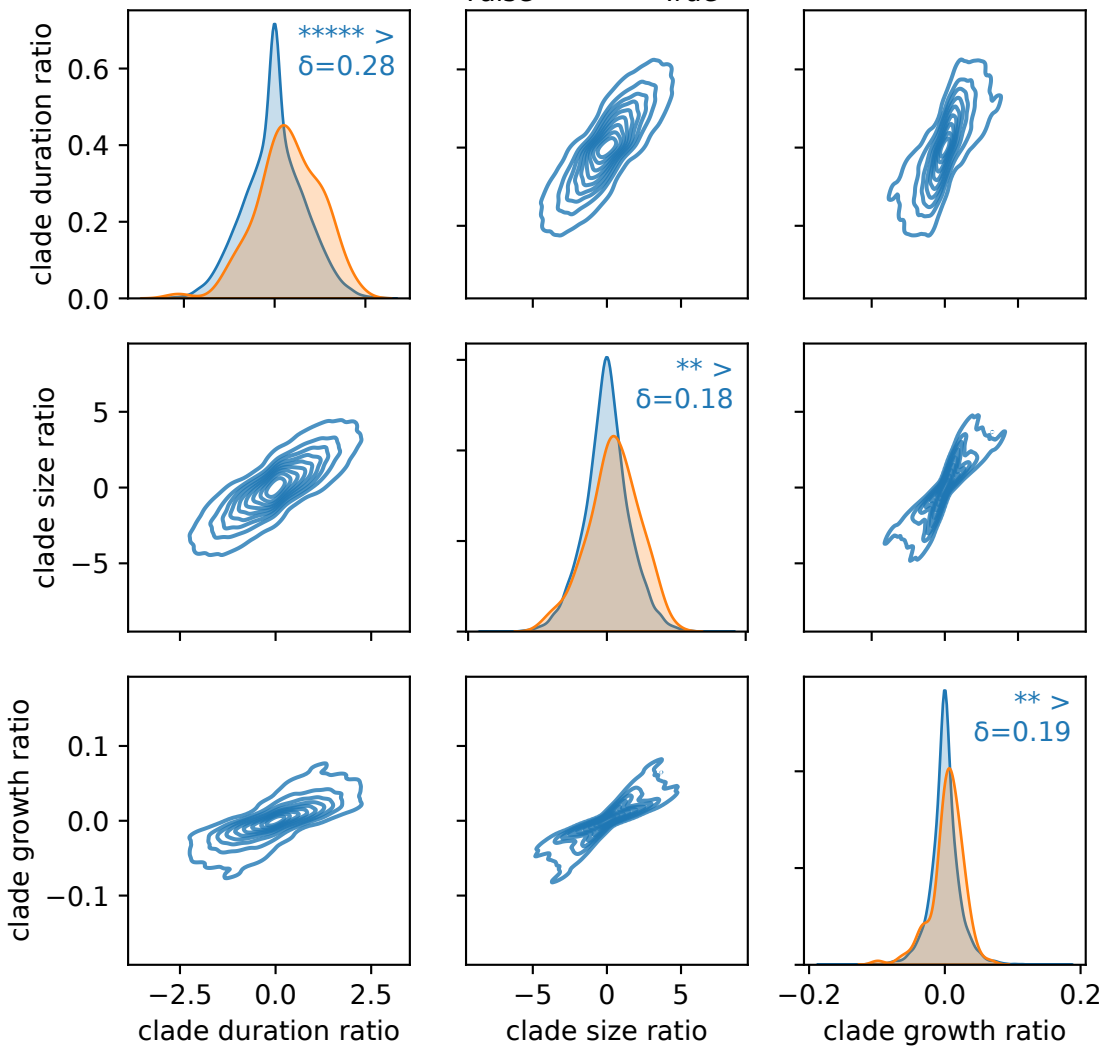 clade duration ratio
0.6
0.4
0.2
0.0
***** >
δ=0.28
clade size ratio
5
0
−5
** >
δ=0.18
clade growth ratio
0.1
0.0
−0.1
** >
δ=0.19
−2.5 0.0 2.5
−5 0 5
−0.2 0.0 0.2
clade duration ratio
clade size ratio
clade growth ratio